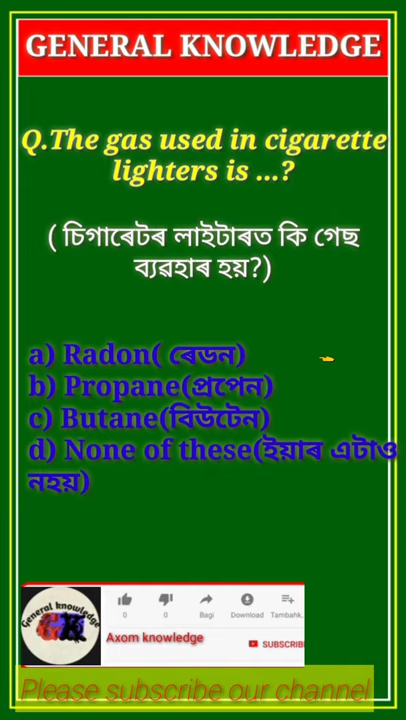 GENERAL KNOWLEDGE
Q.The gas used in cigarette
lighters is ...?
( চিগাৰেটৰ লাইটাৰত কি গেছ
ব্যৱহাৰ হয়?)
a) Radon( ৰেডন)
b) Propane(প্ৰপেন)
c) Butane(বিউটেন)
d) None of these(ইয়াৰ এটাও
নহয়)
General knowledge
GK
0 0 Bagi Download Tambahk..
Axom knowledge
SUBSCRIB
Please subscribe our channel